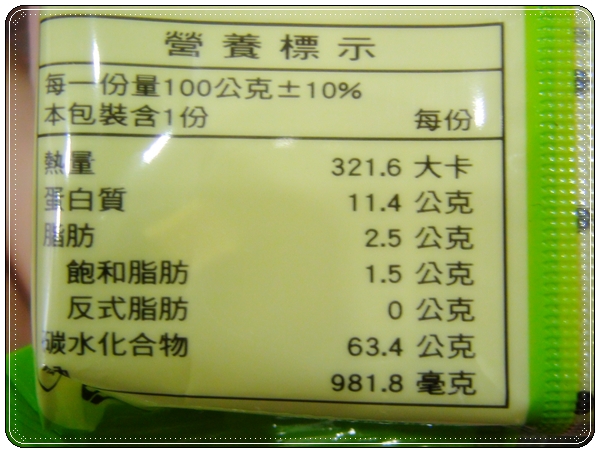 營養標示
每一份量100公克±10%
本包裝含1份 每份
熱量 321.6 大卡
蛋白質 11.4 公克
脂肪 2.5 公克
飽和脂肪 1.5 公克
反式脂肪 0 公克
碳水化合物 63.4 公克
981.8 毫克